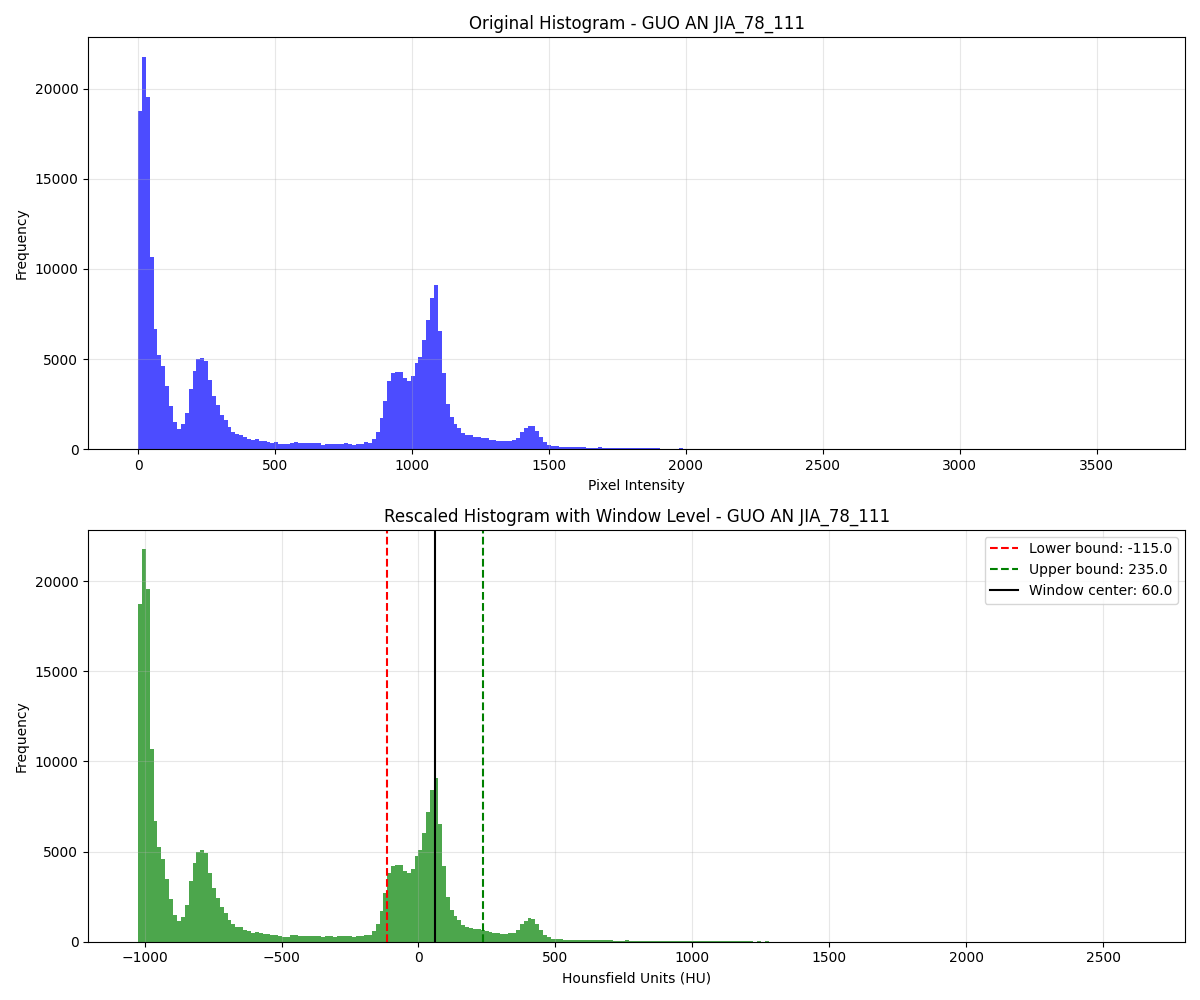 Original Histogram - GUO AN JIA_78_111
Frequency
20000
15000
10000
5000
0
0 500 1000 1500 2000 2500 3000 3500
Pixel Intensity
Rescaled Histogram with Window Level - GUO AN JIA_78_111
Lower bound: -115.0
Upper bound: 235.0
Window center: 60.0
Frequency
20000
15000
10000
5000
0
−1000 −500 0 500 1000 1500 2000 2500
Hounsfield Units (HU)